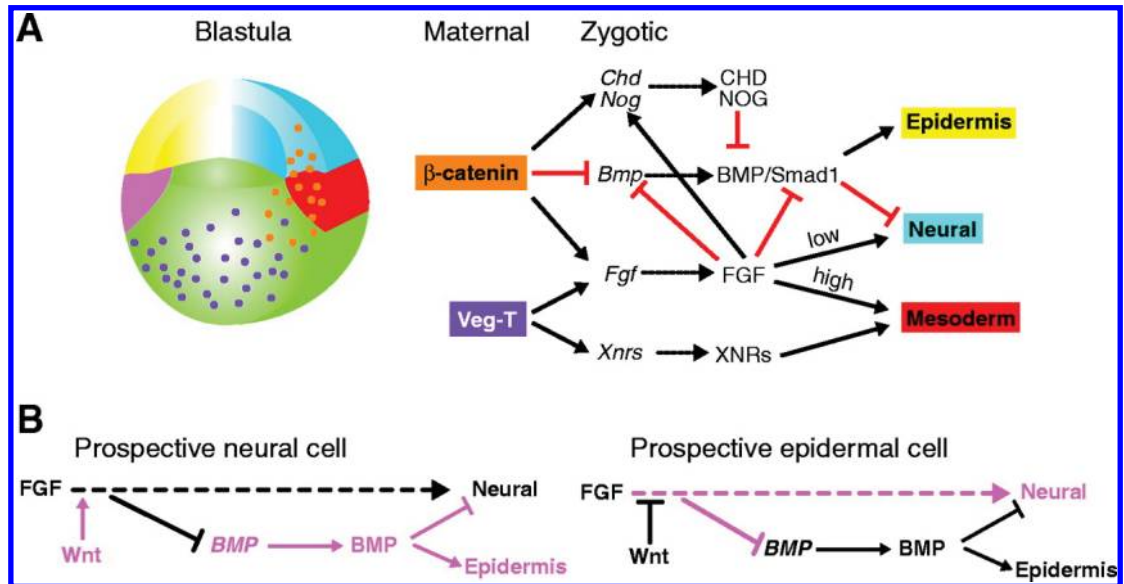 A
Blastula
Maternal
Zygotic
Chd
Nog
CHD
NOG
Epidermis
β-catenin
Bmp
BMP/Smad1
Neural
low
Fgf
FGF
high
Veg-T
Mesoderm
Xnrs
XNRs
B
Prospective neural cell
FGF
Neural
Wnt
BMP
BMP
Epidermis
Prospective epidermal cell
FGF
Neural
Wnt
BMP
BMP
Epidermis